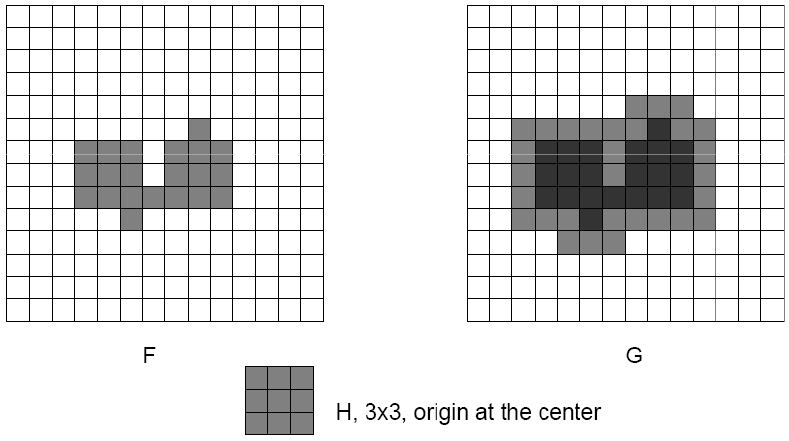 F
G
H, 3x3, origin at the center